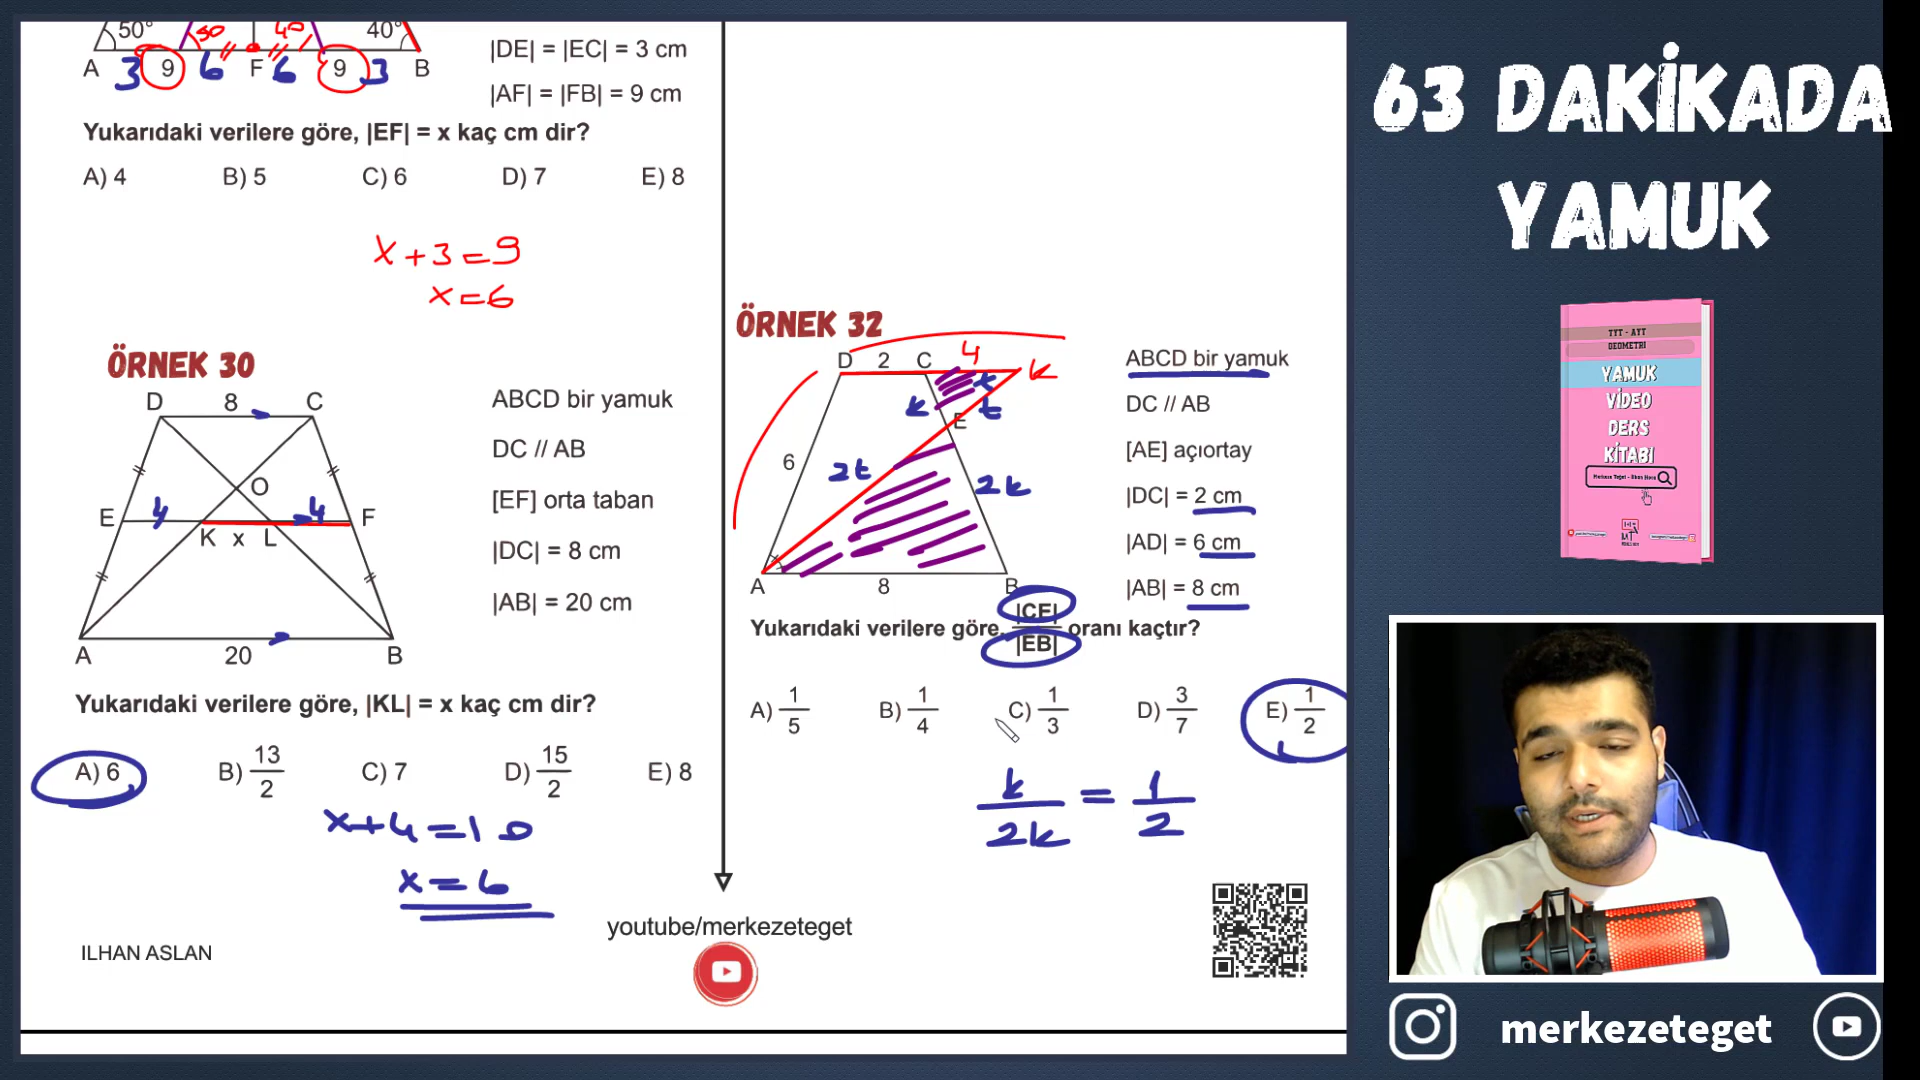 50° 50 40 40°
A 3 9 6 F 6 9 3 B
|DE| = |EC| = 3 cm
|AF| = |FB| = 9 cm
Yukarıdaki verilere göre, |EF| = x kaç cm dir?
A) 4 B) 5 C) 6 D) 7 E) 8
x + 3 = 9
x = 6
ÖRNEK 30
D 8 C
O
E 4 4 F
K x L
A 20 B
ABCD bir yamuk
DC // AB
[EF] orta taban
|DC| = 8 cm
|AB| = 20 cm
Yukarıdaki verilere göre, |KL| = x kaç cm dir?
A) 6 B) 13/2 C) 7 D) 15/2 E) 8
x+4=10
x=6
ILHAN ASLAN
ÖRNEK 32
D 2 C 4 K
k t
E
6 2t 2k
A 8 B
ABCD bir yamuk
DC // AB
[AE] açıortay
|DC| = 2 cm
|AD| = 6 cm
|AB| = 8 cm
Yukarıdaki verilere göre, |CE|/|EB| oranı kaçtır?
A) 1/5 B) 1/4 C) 1/3 D) 3/7 E) 1/2
k/2k = 1/2
youtube/merkezeteget
63 DAKİKADA
YAMUK
TYT - AYT
GEOMETRI
YAMUK
VİDEO
DERS
KİTABI
merkezeteget